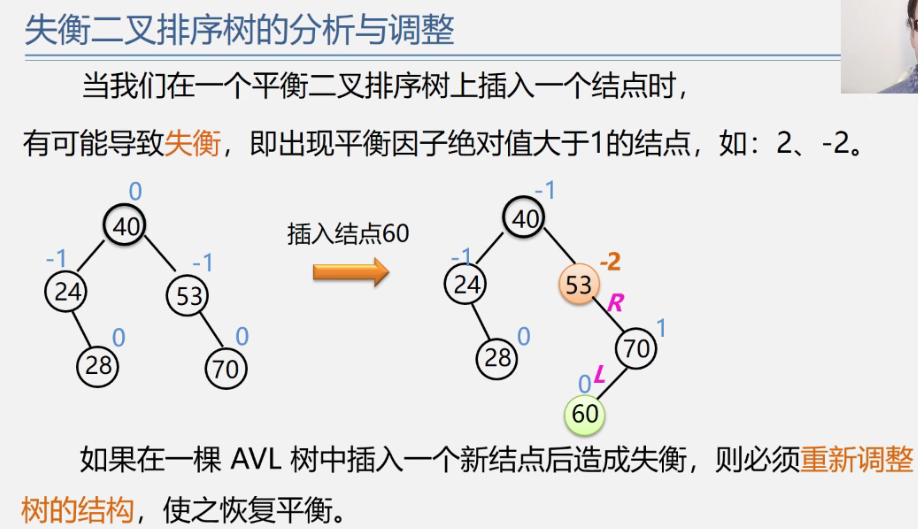 失衡二叉排序树的分析与调整
当我们在一个平衡二叉排序树上插入一个结点时，
有可能导致失衡，即出现平衡因子绝对值大于1的结点，如：2、-2。
0
40
-1
24
-1
53
0
28
0
70
插入结点60
-1
40
-1
24
-2
53
R
0
28
1
70
0
L
60
如果在一棵 AVL 树中插入一个新结点后造成失衡，则必须重新调整
树的结构，使之恢复平衡。